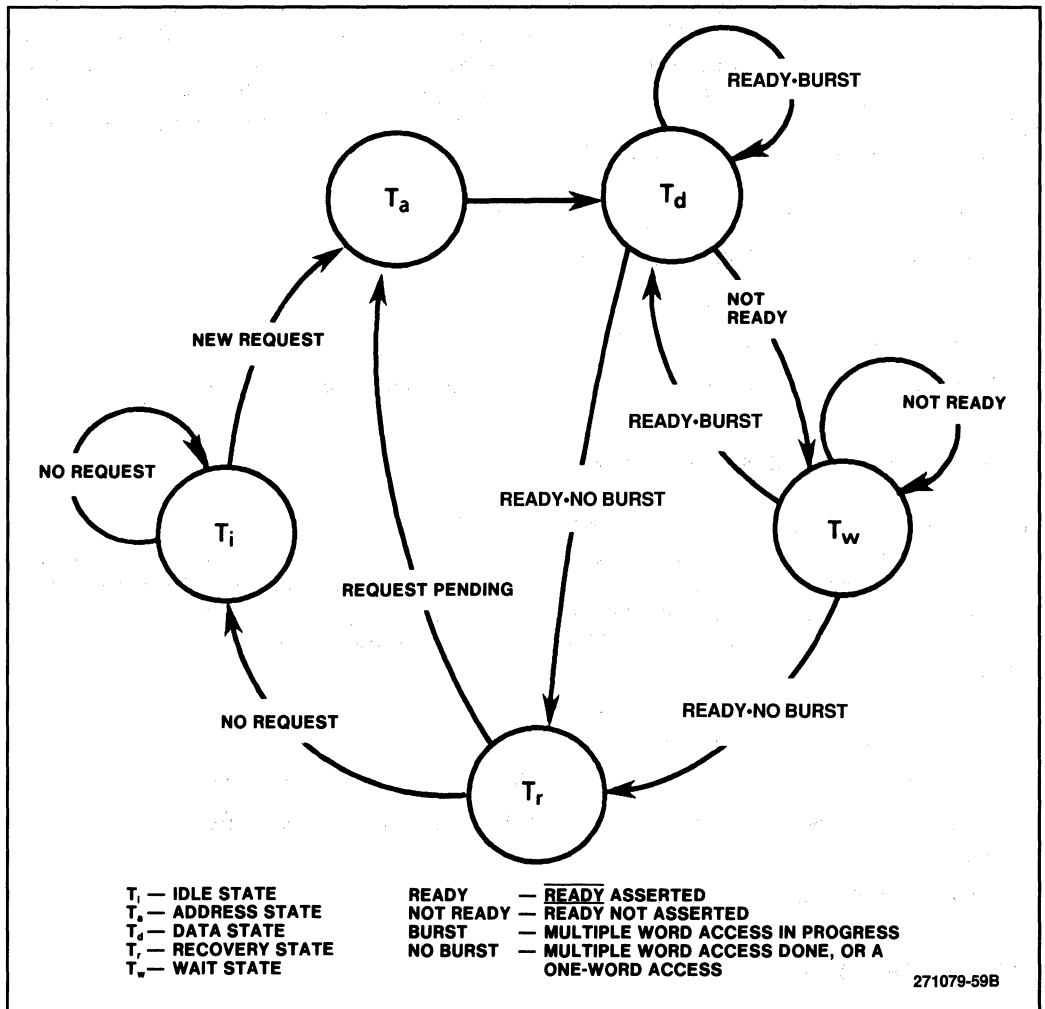 READY•BURST
Ta
Td
NOT
READY
NEW REQUEST
NOT READY
READY•BURST
NO REQUEST
READY•NO BURST
Ti
Tw
REQUEST PENDING
READY•NO BURST
NO REQUEST
Tr
Ti — IDLE STATE
Ta — ADDRESS STATE
Td — DATA STATE
Tr — RECOVERY STATE
Tw — WAIT STATE
READY — READY ASSERTED
NOT READY — READY NOT ASSERTED
BURST — MULTIPLE WORD ACCESS IN PROGRESS
NO BURST — MULTIPLE WORD ACCESS DONE, OR A
ONE-WORD ACCESS
271079-59B